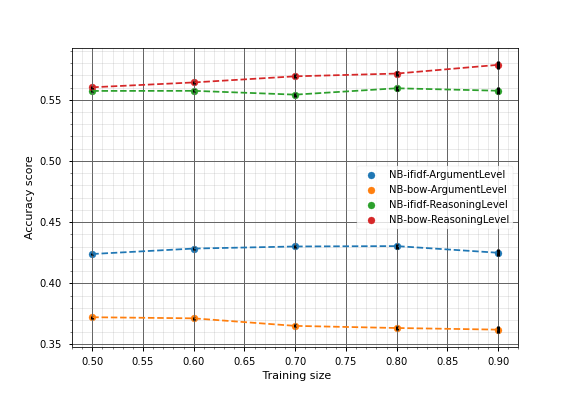 Accuracy score
0.55
0.50
0.45
0.40
0.35
NB-ifidf-ArgumentLevel
NB-bow-ArgumentLevel
NB-ifidf-ReasoningLevel
NB-bow-ReasoningLevel
0.50 0.55 0.60 0.65 0.70 0.75 0.80 0.85 0.90
Training size